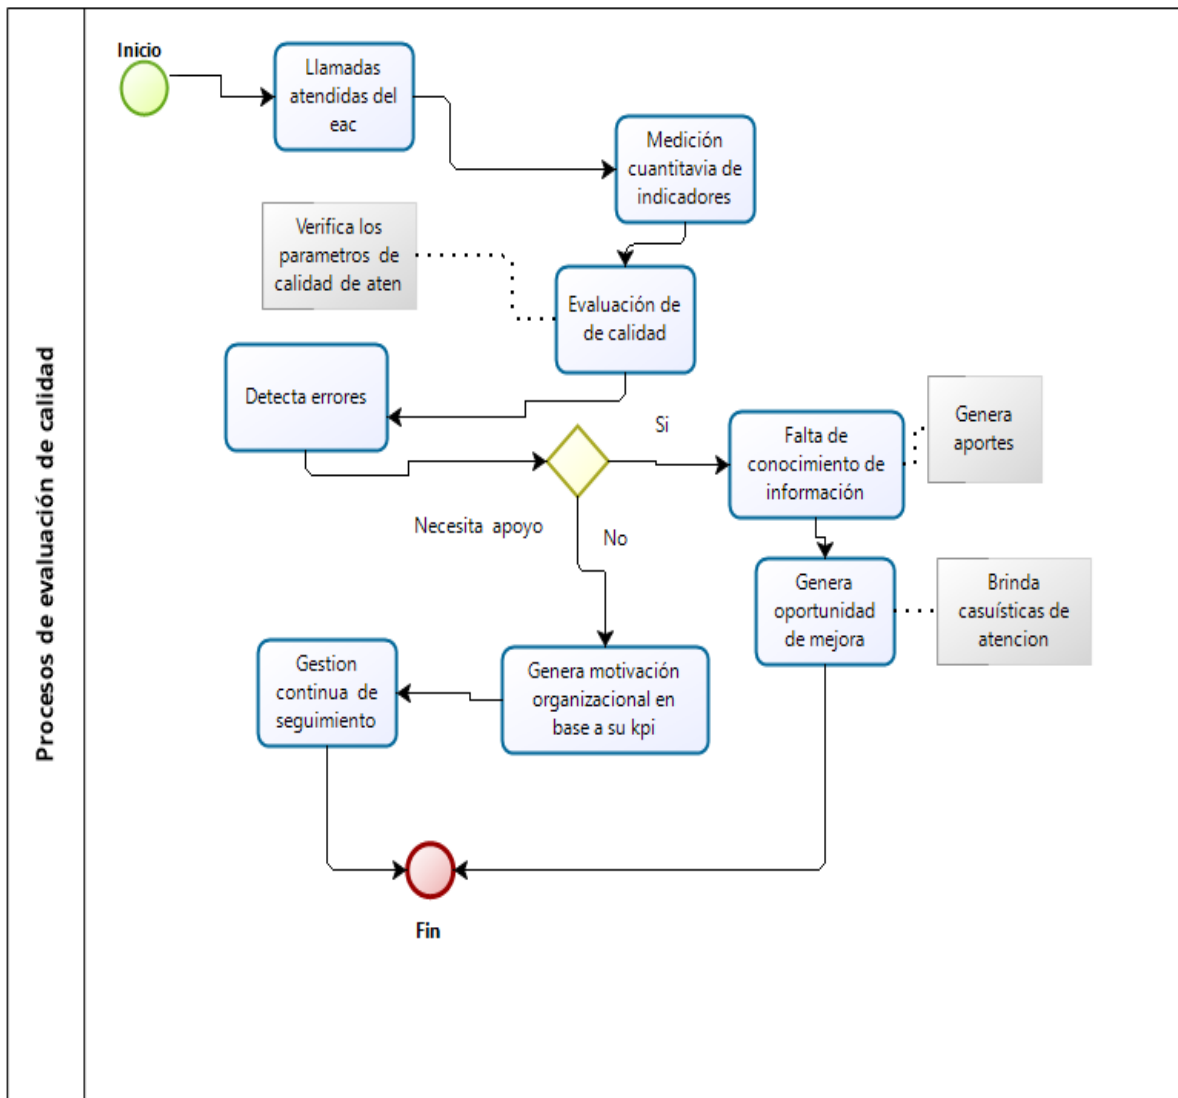 Procesos de evaluación de calidad
Inicio
Llamadas
atendidas del
eac
Medición
cuantitavia de
indicadores
Verifica los
parametros de
calidad de aten
Evaluación de
de calidad
Detecta errores
Necesita apoyo
Si
No
Falta de
conocimiento de
información
Genera
aportes
Genera
oportunidad
de mejora
Brinda
casuísticas de
atencion
Genera motivación
organizacional en
base a su kpi
Gestion
continua de
seguimiento
Fin